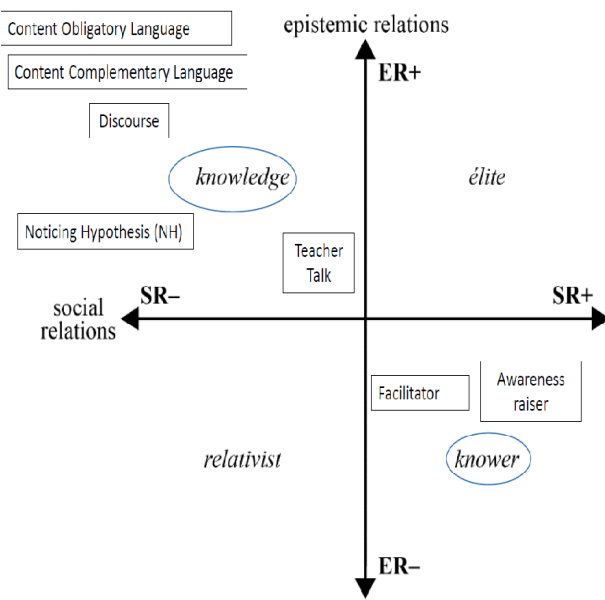 Content Obligatory Language
epistemic relations
Content Complementary Language
ER+
Discourse
knowledge
élite
Noticing Hypothesis (NH)
Teacher
Talk
SR–
SR+
social
relations
Facilitator
Awareness
raiser
relativist
knower
ER–